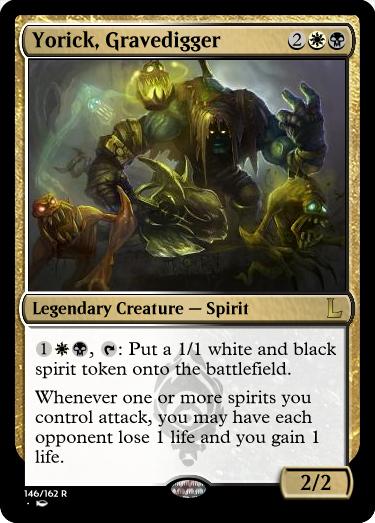 Yorick, Gravedigger 2
Legendary Creature — Spirit L
1, : Put a 1/1 white and black
spirit token onto the battlefield.
Whenever one or more spirits you
control attack, you may have each
opponent lose 1 life and you gain 1
life.
2/2
146/162 R